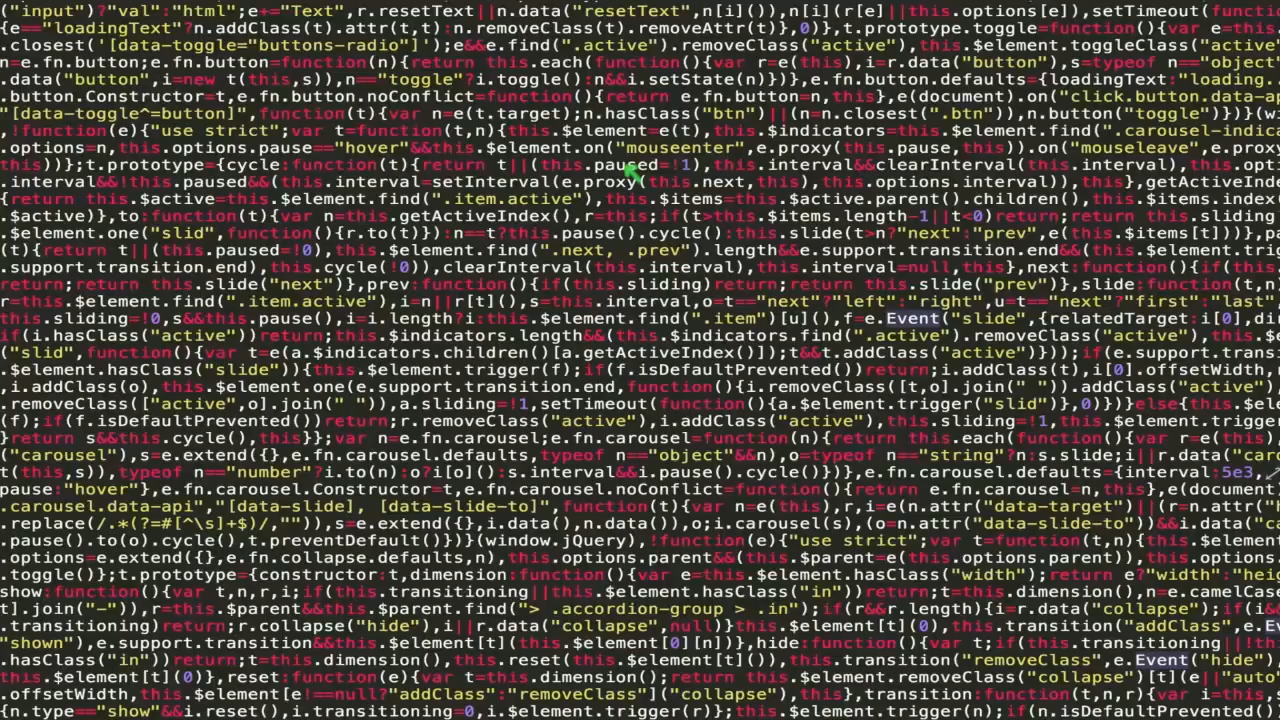 ("input")?"val":"html";e+="Text",r.resetText||n.data("resetText",n[i]()),n[i](r[e]||this.options[e]),setTimeout(functi
{e=="loadingText"?n.addClass(t).attr(t,t):n.removeClass(t).removeAttr(t)},0)},t.prototype.toggle=function(){var e=th
.closest('[data-toggle="buttons-radio"]');e&&e.find(".active").removeClass("active"),this.$element.toggleClass("active"
n=e.fn.button;e.fn.button=function(n){return this.each(function(){var r=e(this),i=r.data("button"),s=typeof n=="object"
.data("button",i=new t(this,s)),n=="toggle"?i.toggle():n&&i.setState(n)})},e.fn.button.defaults={loadingText:"loading.
.button.Constructor=t,e.fn.button.noConflict=function(){return e.fn.button=n,this},e(document).on("click.button.data-ap
"[data-toggle^=button]",function(t){var n=e(t.target);n.hasClass("btn")||(n=n.closest(".btn")),n.button("toggle")})}(w
,!function(e){"use strict";var t=function(t,n){this.$element=e(t),this.$indicators=this.$element.find(".carousel-indic
.options=n,this.options.pause=="hover"&&this.$element.on("mouseenter",e.proxy(this.pause,this)).on("mouseleave",e.proxy
this))};t.prototype={cycle:function(t){return t||(this.paused=!1),this.interval&&clearInterval(this.interval),this.opt
.interval&&!this.paused&&(this.interval=setInterval(e.proxy(this.next,this),this.options.interval)),this},getActiveInde
{return this.$active=this.$element.find(".item.active"),this.$items=this.$active.parent().children(),this.$items.index(
.$active)},to:function(t){var n=this.getActiveIndex(),r=this;if(t>this.$items.length-1||t<0)return;return this.sliding
.$element.one("slid",function(){r.to(t)}):n==t?this.pause().cycle():this.slide(t>n?"next":"prev",e(this.$items[t]))},pa
(t){return t||(this.paused=!0),this.$element.find(".next, .prev").length&&e.support.transition.end&&(this.$element.trig
.support.transition.end),this.cycle(!0)),clearInterval(this.interval),this.interval=null,this},next:function(){if(this
return;return this.slide("next")},prev:function(){if(this.sliding)return;return this.slide("prev")},slide:function(t,n)
r=this.$element.find(".item.active"),i=n||r[t](),s=this.interval,o=t=="next"?"left":"right",u=t=="next"?"first":"last"
this.sliding=!0,s&&this.pause(),i=i.length?i:this.$element.find(".item")[u](),f=e.Event("slide",{relatedTarget:i[0],di
if(i.hasClass("active"))return;this.$indicators.length&&(this.$indicators.find(".active").removeClass("active"),this.$e
("slid",function(){var t=e(a.$indicators.children()[a.getActiveIndex()]);t&&t.addClass("active")}));if(e.support.trans
.$element.hasClass("slide")){this.$element.trigger(f);if(f.isDefaultPrevented())return;i.addClass(t),i[0].offsetWidth,r
,i.addClass(o),this.$element.one(e.support.transition.end,function(){i.removeClass([t,o].join(" ")).addClass("active"
.removeClass(["active",o].join(" ")),a.sliding=!1,setTimeout(function(){a.$element.trigger("slid")},0)})}else{this.$ele
(f);if(f.isDefaultPrevented())return;r.removeClass("active"),i.addClass("active"),this.sliding=!1,this.$element.trigger
}return s&&this.cycle(),this}};var n=e.fn.carousel;e.fn.carousel=function(n){return this.each(function(){var r=e(this)
("carousel"),s=e.extend({},e.fn.carousel.defaults,typeof n=="object"&&n),o=typeof n=="string"?n:s.slide;i||r.data("caro
t(this,s)),typeof n=="number"?i.to(n):o?i[o]():s.interval&&i.pause().cycle()})},e.fn.carousel.defaults={interval:5e3,
pause:"hover"},e.fn.carousel.Constructor=t,e.fn.carousel.noConflict=function(){return e.fn.carousel=n,this},e(document
.carousel.data-api","[data-slide], [data-slide-to]",function(t){var n=e(this),r,i=e(n.attr("data-target")||(r=n.attr("h
.replace(/.*(?=#[^\s]+$)/,"")),s=e.extend({},i.data(),n.data()),o;i.carousel(s),(o=n.attr("data-slide-to"))&&i.data("ca
.pause().to(o).cycle(),t.preventDefault()})}(window.jQuery),!function(e){"use strict";var t=function(t,n){this.$element
.options=e.extend({},e.fn.collapse.defaults,n),this.options.parent&&(this.$parent=e(this.options.parent)),this.options
.toggle()};t.prototype={constructor:t,dimension:function(){var e=this.$element.hasClass("width");return e?"width":"hei
show:function(){var t,n,r,i;if(this.transitioning||this.$element.hasClass("in"))return;t=this.dimension(),n=e.camelCase
t].join("-")),r=this.$parent&&this.$parent.find("> .accordion-group > .in");if(r&&r.length){i=r.data("collapse");if(i&
.transitioning)return;r.collapse("hide"),i||r.data("collapse",null)}this.$element[t](0),this.transition("addClass",e.Ev
"shown"),e.support.transition&&this.$element[t](this.$element[0][n])},hide:function(){var t;if(this.transitioning||!th
.hasClass("in"))return;t=this.dimension(),this.reset(this.$element[t]()),this.transition("removeClass",e.Event("hide")
this.$element[t](0)},reset:function(e){var t=this.dimension();return this.$element.removeClass("collapse")[t](e||"auto"
.offsetWidth,this.$element[e!==null?"addClass":"removeClass"]("collapse"),this},transition:function(t,n,r){var i=this,s
{n.type=="show"&&i.reset(),i.transitioning=0,i.$element.trigger(r)};this.$element.trigger(n);if(n.isDefaultPrevented()